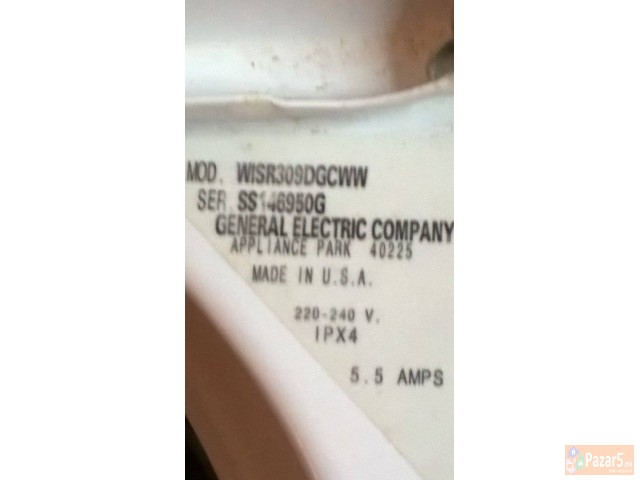 MOD. WISR309DGCWW
SER. SS146950G
GENERAL ELECTRIC COMPANY
APPLIANCE PARK 40225
MADE IN U.S.A.
220-240 V.
IPX4
5.5 AMPS
Pazar5